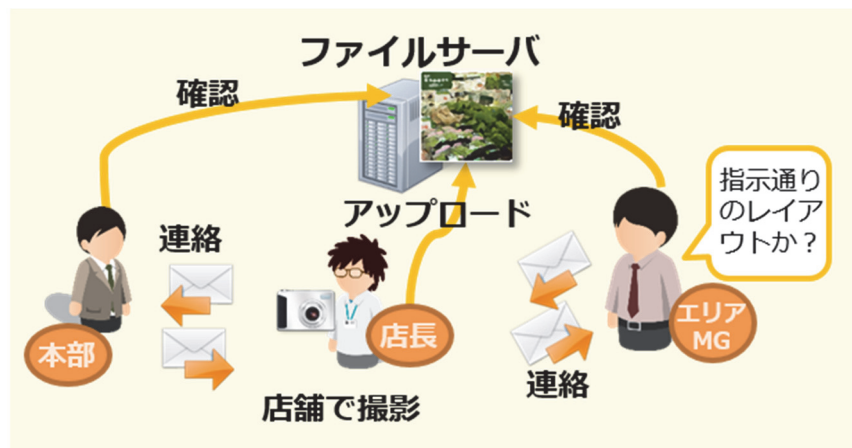 ファイルサーバ
確認
確認
指示通り
のレイア
ウトか？
アップロード
連絡
本部
店長
エリア
MG
連絡
店舗で撮影